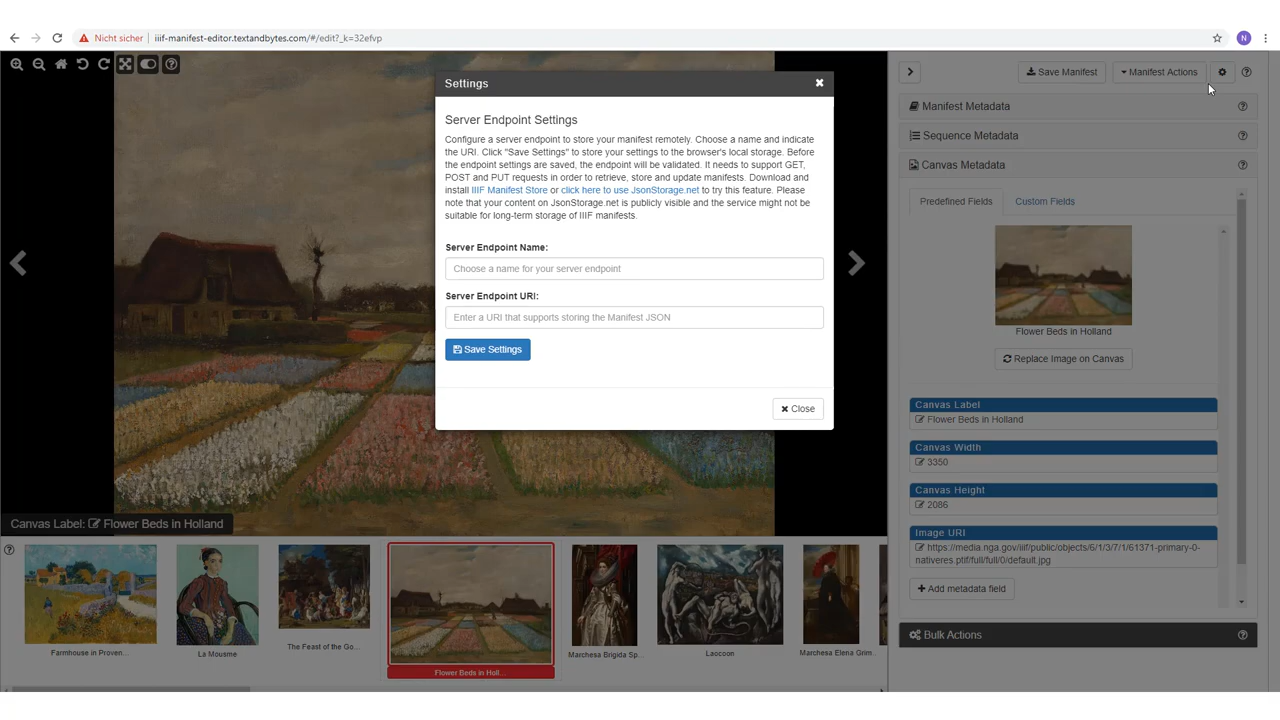 Nicht sicher
iiif-manifest-editor.textandbytes.com/#/edit?_k=32efvp
N
Save Manifest
Manifest Actions
Manifest Metadata
Sequence Metadata
Canvas Metadata
Predefined Fields
Custom Fields
Flower Beds in Holland
Replace Image on Canvas
Canvas Label
Flower Beds in Holland
Canvas Width
3350
Canvas Height
2086
Image URI
https://media.nga.gov/iiif/public/objects/6/1/3/7/1/61371-primary-0-
nativeres.ptif/full/full/0/default.jpg
Add metadata field
Bulk Actions
Settings
Server Endpoint Settings
Configure a server endpoint to store your manifest remotely. Choose a name and indicate
the URI. Click "Save Settings" to store your settings to the browser's local storage. Before
the endpoint settings are saved, the endpoint will be validated. It needs to support GET,
POST and PUT requests in order to retrieve, store and update manifests. Download and
install IIIF Manifest Store or click here to use JsonStorage.net to try this feature. Please
note that your content on JsonStorage.net is publicly visible and the service might not be
suitable for long-term storage of IIIF manifests.
Server Endpoint Name:
Choose a name for your server endpoint
Server Endpoint URI:
Enter a URI that supports storing the Manifest JSON
Save Settings
Close
Canvas Label: Flower Beds in Holland
Farmhouse in Proven...
La Mousme
The Feast of the Go...
Flower Beds in Holl...
Marchesa Brigida Sp...
Laocoon
Marchesa Elena Grim...